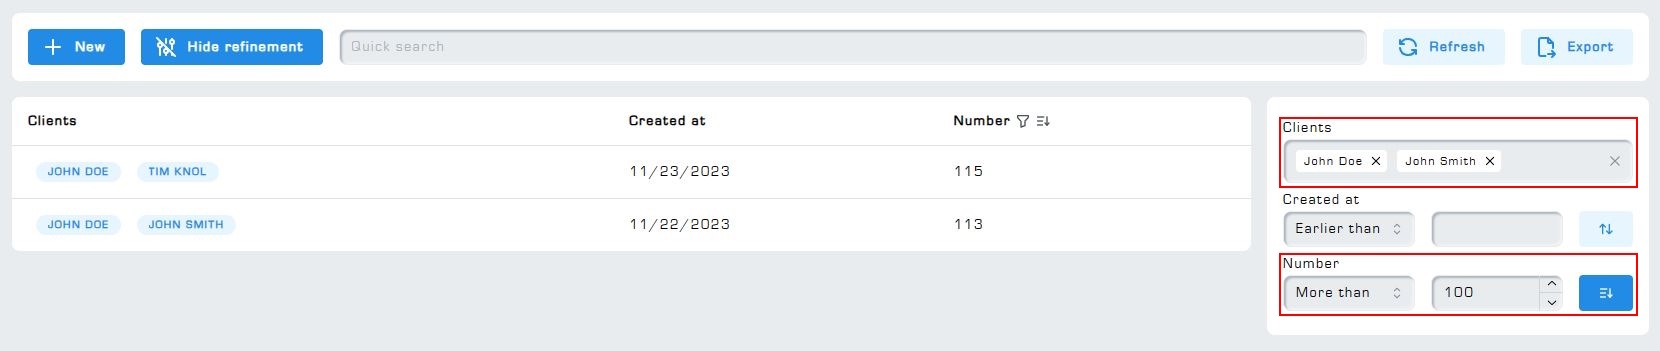 New Hide refinement Quick search Refresh Export
Clients Created at Number
JOHN DOE TIM KNOL 11/23/2023 115
JOHN DOE JOHN SMITH 11/22/2023 113
Clients
John Doe John Smith
Created at
Earlier than
Number
More than 100